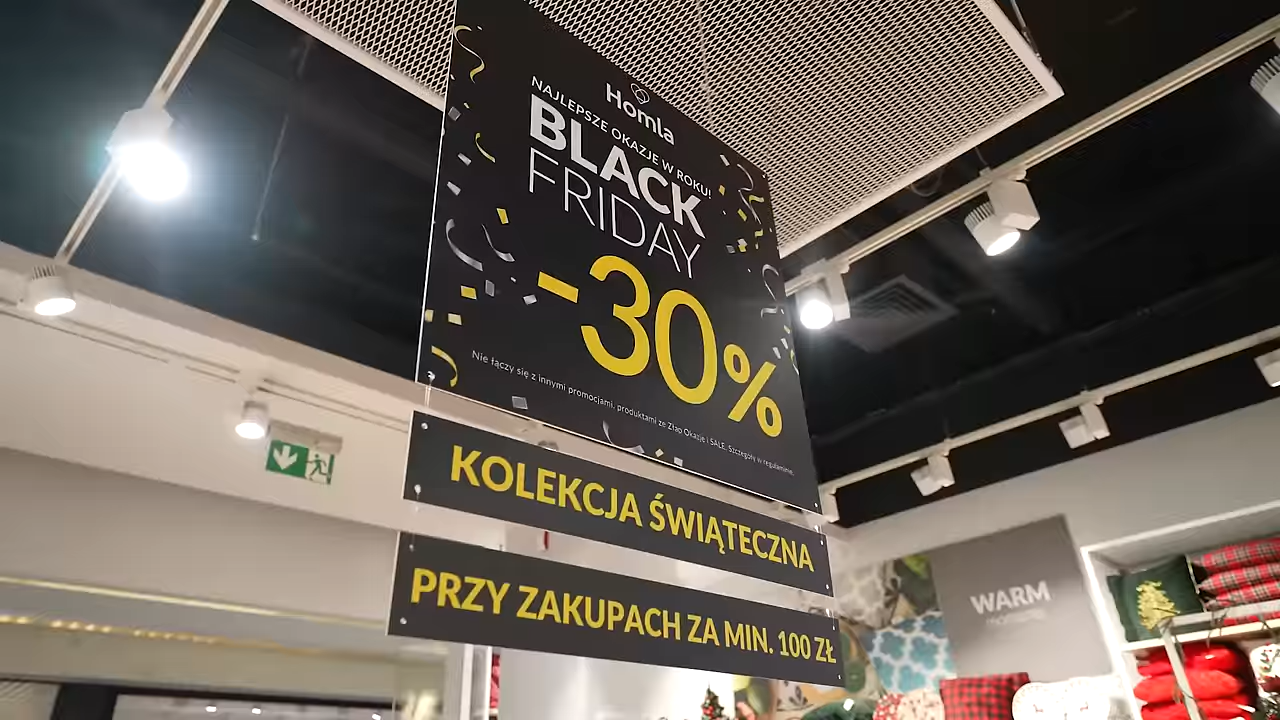 Homla
NAJLEPSZE OKAZJE W ROKU!
BLACK
FRIDAY
-30%
Nie łączy się z innymi promocjami, produktami ze Złap Okazje i SALE. Szczegóły w regulaminie.
KOLEKCJA ŚWIĄTECZNA
PRZY ZAKUPACH ZA MIN. 100 ZŁ
WARM